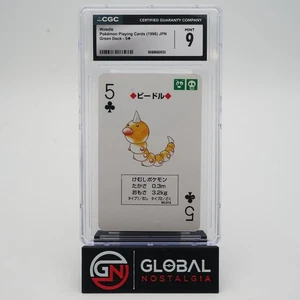 CGC
CERTIFIED GUARANTY COMPANY
Weedle
Pokémon Playing Cards (1996) JPN
Green Deck - 5♣
MINT
9
5
ビードル
けむしポケモン
たかさ 0.3m
おもさ 3.2kg
5
GN
GLOBAL
NOSTALGIA